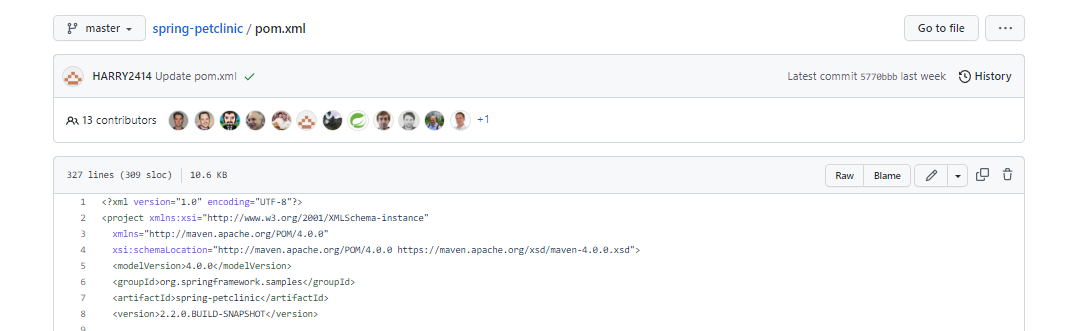 master spring-petclinic / pom.xml Go to file ...
HARRY2414 Update pom.xml Latest commit 5770bbb last week History
13 contributors +1
327 lines (309 sloc) 10.6 KB Raw Blame
1 <?xml version="1.0" encoding="UTF-8"?>
2 <project xmlns:xsi="http://www.w3.org/2001/XMLSchema-instance"
3 xmlns="http://maven.apache.org/POM/4.0.0"
4 xsi:schemaLocation="http://maven.apache.org/POM/4.0.0 https://maven.apache.org/xsd/maven-4.0.0.xsd">
5 <modelVersion>4.0.0</modelVersion>
6 <groupId>org.springframework.samples</groupId>
7 <artifactId>spring-petclinic</artifactId>
8 <version>2.2.0.BUILD-SNAPSHOT</version>
9